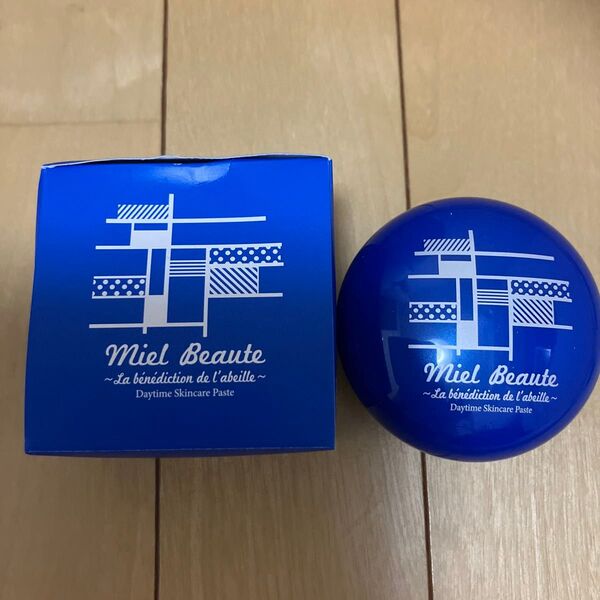 Miel Beaute
~La bénédiction de l'abeille~
Daytime Skincare Paste
Miel Beaute
~La bénédiction de l'abeille~
Daytime Skincare Paste